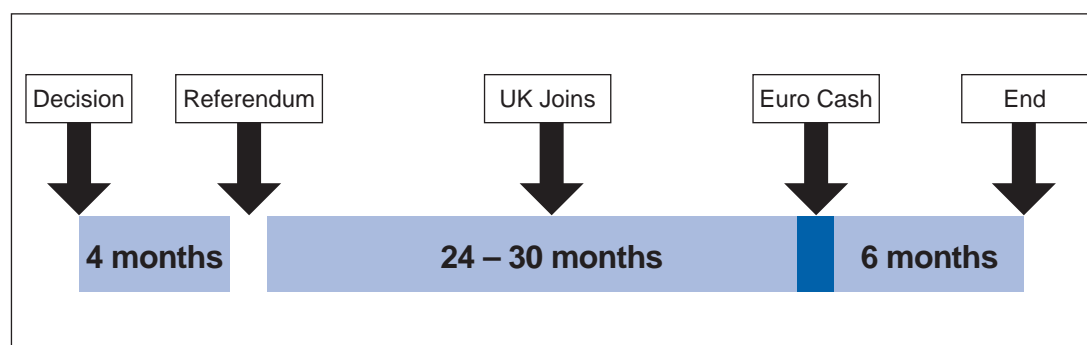 Decision Referendum UK Joins Euro Cash End
4 months 24 – 30 months 6 months